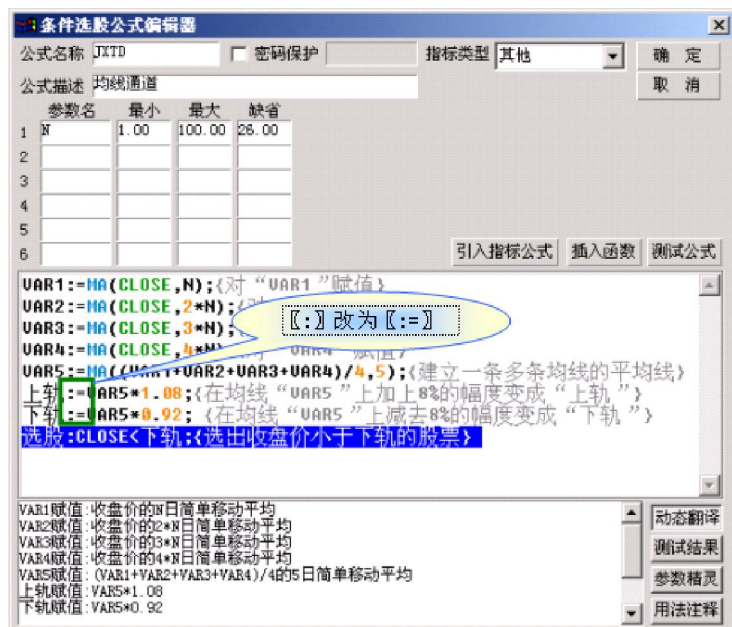 条件选股公式编辑器
公式名称 JXTD 密码保护 指标类型 其他 确 定
公式描述 均线通道 取 消
参数名 最小 最大 缺省
1 N 1.00 100.00 26.00
2
3
4
5
6
引入指标公式 插入函数 测试公式
VAR1:=MA(CLOSE,N);{对“VAR1”赋值}
VAR2:=MA(CLOSE,2*N);
〖:〗改为〖:=〗
VAR3:=MA(CLOSE,3*N);
VAR4:=MA(CLOSE,4*N)
VAR5:=MA((VAR1+VAR2+VAR3+VAR4)/4,5);{建立一条多条均线的平均线}
上轨:=VAR5*1.08;{在均线“VAR5”上加上8%的幅度变成“上轨”}
下轨:=VAR5*0.92; {在均线“VAR5”上减去8%的幅度变成“下轨”}
选股:CLOSE<下轨;{选出收盘价小于下轨的股票}
VAR1赋值:收盘价的N日简单移动平均
VAR2赋值:收盘价的2*N日简单移动平均
VAR3赋值:收盘价的3*N日简单移动平均
VAR4赋值:收盘价的4*N日简单移动平均
VAR5赋值:(VAR1+VAR2+VAR3+VAR4)/4的5日简单移动平均
上轨赋值:VAR5*1.08
下轨赋值:VAR5*0.92
动态翻译
测试结果
参数精灵
用法注释